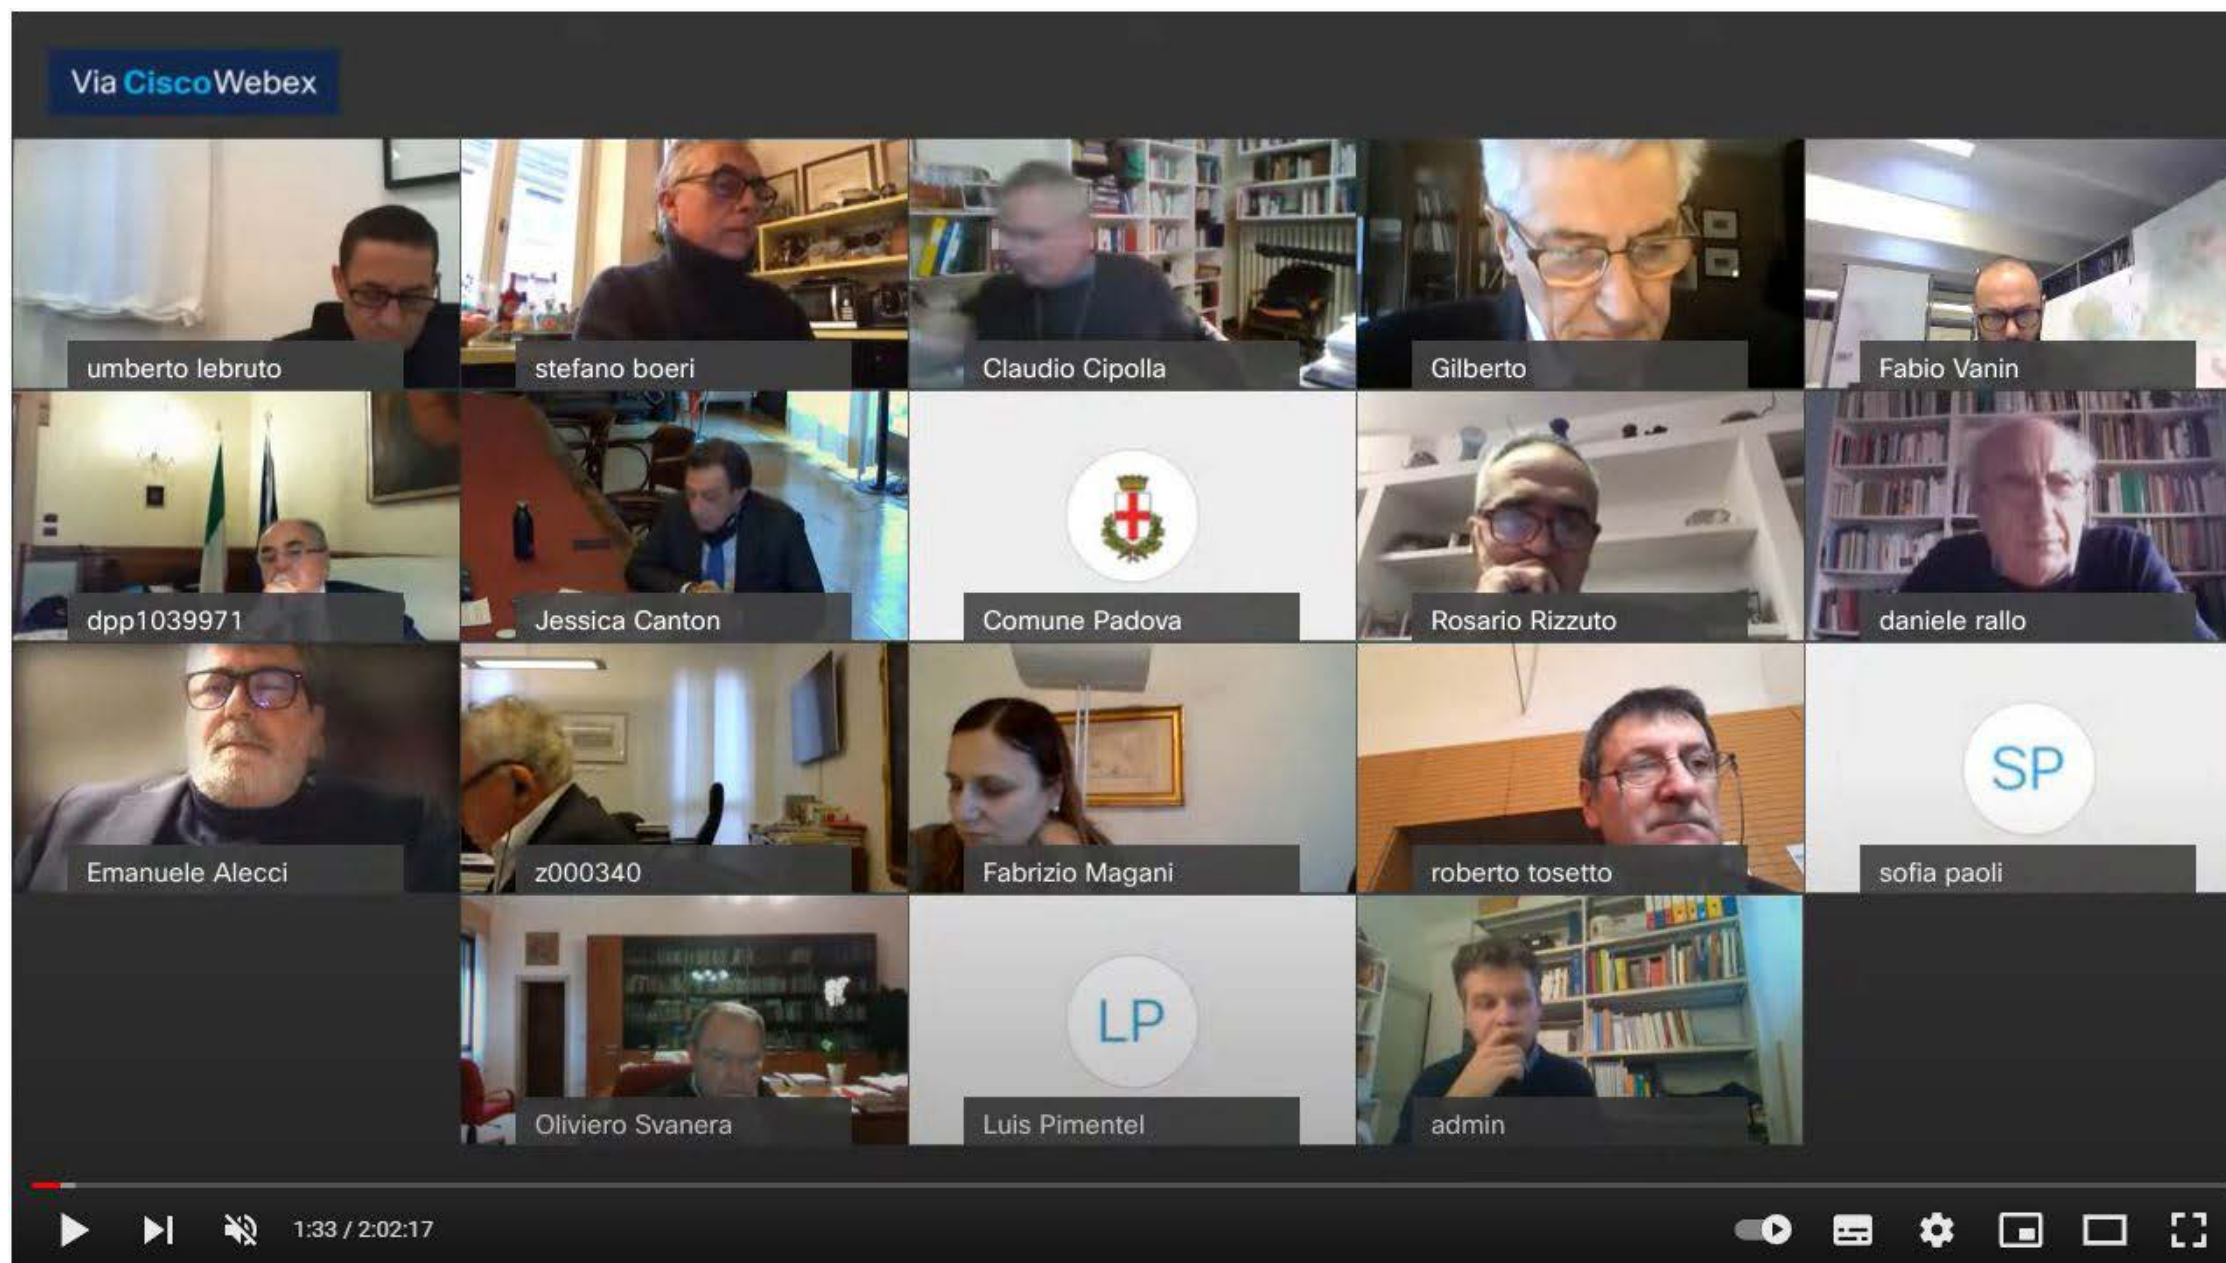 Via CiscoWebex
umberto lebruto
stefano boeri
Claudio Cipolla
Gilberto
Fabio Vanin
dpp1039971
Jessica Canton
Comune Padova
Rosario Rizzuto
daniele rallo
Emanuele Alecci
z000340
Fabrizio Magani
roberto tosetto
SP
sofia paoli
Oliviero Svanera
LP
Luis Pimentel
admin
1:33 / 2:02:17